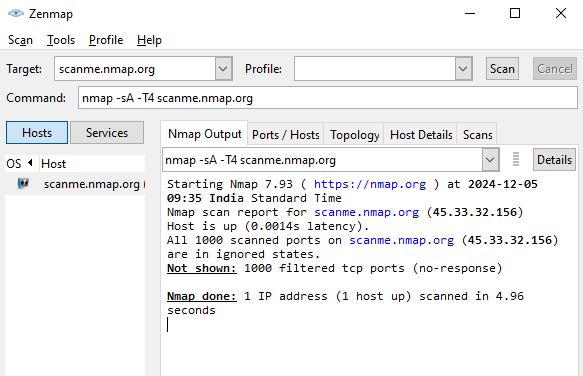 Zenmap
Scan Tools Profile Help
Target: scanme.nmap.org Profile: Scan Cancel
Command: nmap -sA -T4 scanme.nmap.org
Hosts Services
Nmap Output Ports / Hosts Topology Host Details Scans
OS Host
scanme.nmap.org (
nmap -sA -T4 scanme.nmap.org Details
Starting Nmap 7.93 ( https://nmap.org ) at 2024-12-05
09:35 India Standard Time
Nmap scan report for scanme.nmap.org (45.33.32.156)
Host is up (0.0014s latency).
All 1000 scanned ports on scanme.nmap.org (45.33.32.156)
are in ignored states.
Not shown: 1000 filtered tcp ports (no-response)
Nmap done: 1 IP address (1 host up) scanned in 4.96
seconds